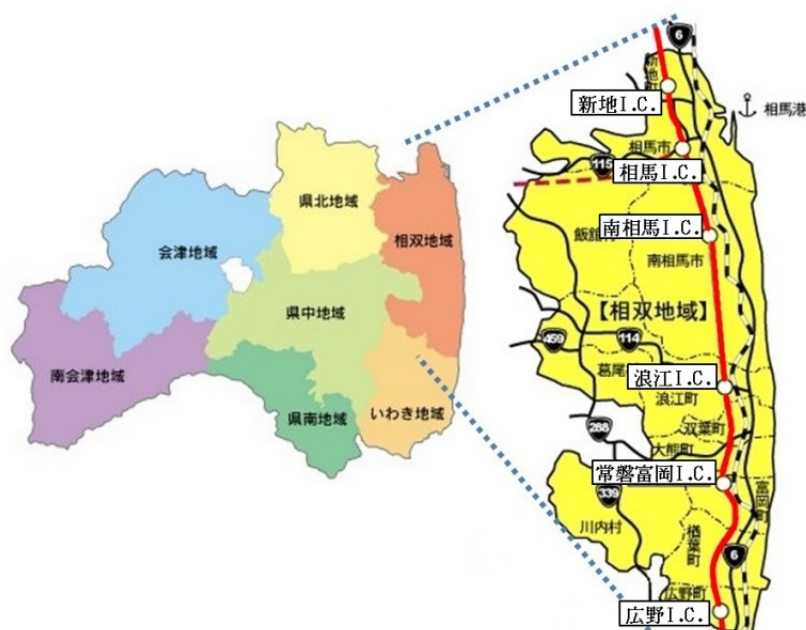 県北地域
会津地域
相双地域
県中地域
南会津地域
県南地域
いわき地域
6
新地町
新地I.C.
相馬港
相馬市
115
相馬I.C.
南相馬I.C.
飯舘村
南相馬市
【相双地域】
459
114
葛尾
浪江I.C.
浪江町
双葉町
288
大熊町
常磐富岡I.C.
399
富岡町
川内村
楢葉町
6
広野町
広野I.C.